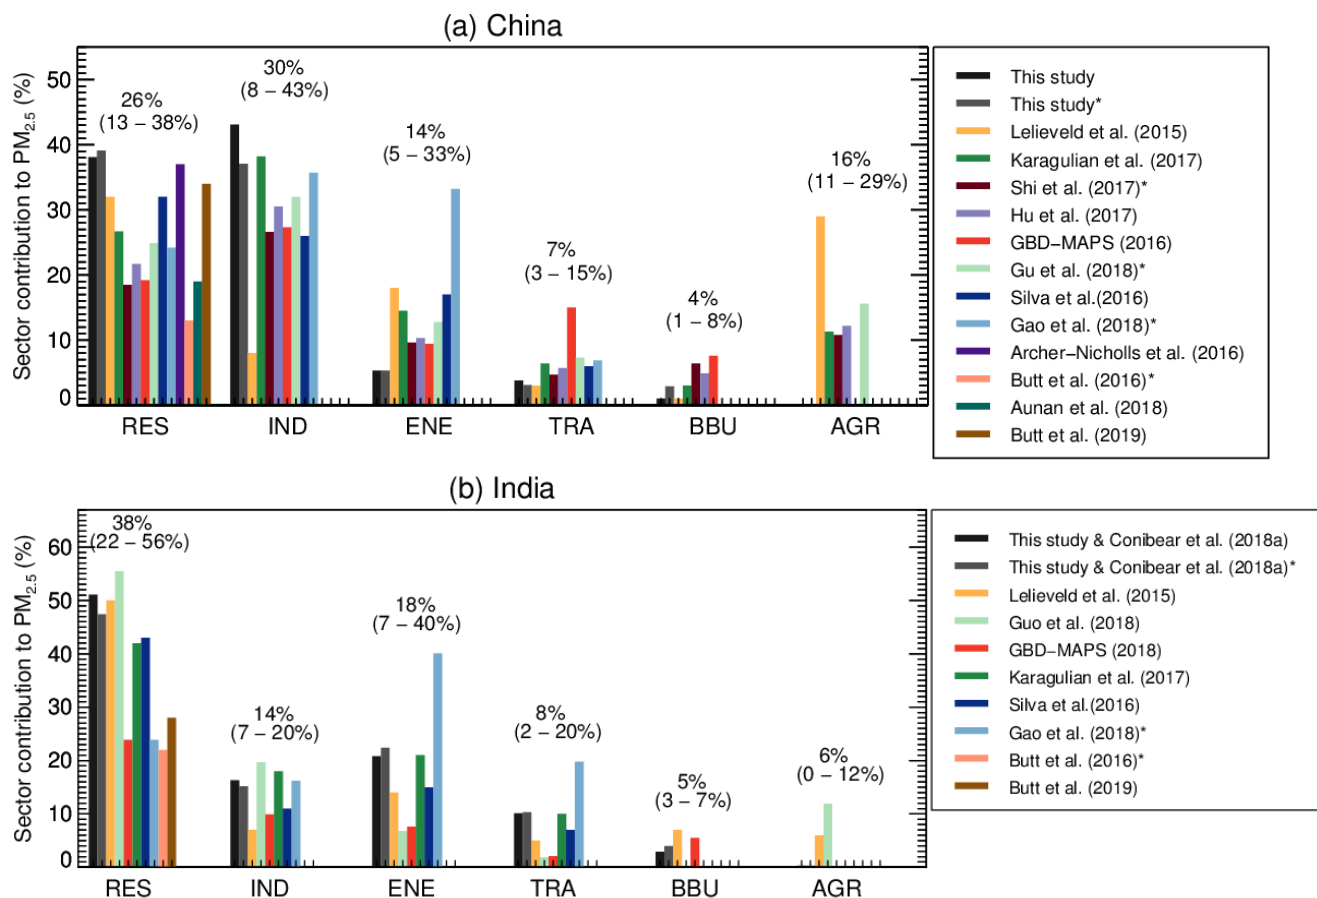 (a) China
Sector contribution to PM2.5 (%)
50
40
30
20
10
0
26%
(13 – 38%)
30%
(8 – 43%)
14%
(5 – 33%)
7%
(3 – 15%)
4%
(1 – 8%)
16%
(11 – 29%)
RES IND ENE TRA BBU AGR
This study
This study*
Lelieveld et al. (2015)
Karagulian et al. (2017)
Shi et al. (2017)*
Hu et al. (2017)
GBD–MAPS (2016)
Gu et al. (2018)*
Silva et al.(2016)
Gao et al. (2018)*
Archer–Nicholls et al. (2016)
Butt et al. (2016)*
Aunan et al. (2018)
Butt et al. (2019)
(b) India
Sector contribution to PM2.5 (%)
60
50
40
30
20
10
0
38%
(22 – 56%)
14%
(7 – 20%)
18%
(7 – 40%)
8%
(2 – 20%)
5%
(3 – 7%)
6%
(0 – 12%)
RES IND ENE TRA BBU AGR
This study & Conibear et al. (2018a)
This study & Conibear et al. (2018a)*
Lelieveld et al. (2015)
Guo et al. (2018)
GBD–MAPS (2018)
Karagulian et al. (2017)
Silva et al.(2016)
Gao et al. (2018)*
Butt et al. (2016)*
Butt et al. (2019)